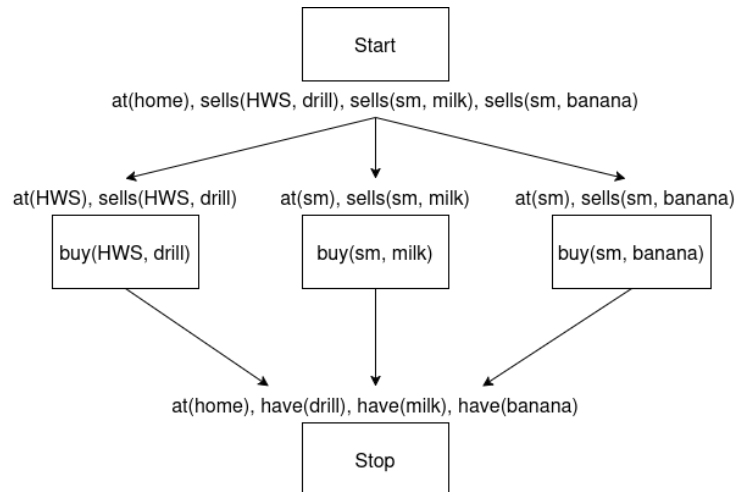 Start
at(home), sells(HWS, drill), sells(sm, milk), sells(sm, banana)
at(HWS), sells(HWS, drill)
at(sm), sells(sm, milk)
at(sm), sells(sm, banana)
buy(HWS, drill)
buy(sm, milk)
buy(sm, banana)
at(home), have(drill), have(milk), have(banana)
Stop